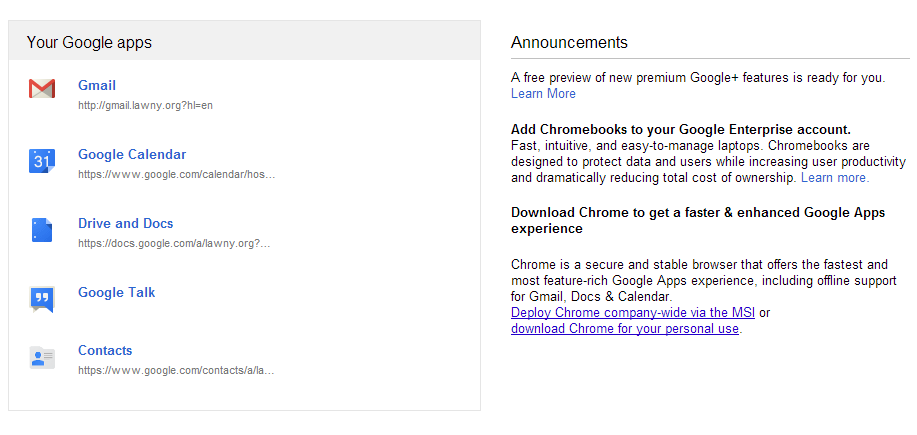 Your Google apps
Gmail
http://gmail.lawny.org?hl=en
31
Google Calendar
https://www.google.com/calendar/hos...
Drive and Docs
https://docs.google.com/a/lawny.org?...
Google Talk
Contacts
https://www.google.com/contacts/a/la...
Announcements
A free preview of new premium Google+ features is ready for you.
Learn More
Add Chromebooks to your Google Enterprise account.
Fast, intuitive, and easy-to-manage laptops. Chromebooks are
designed to protect data and users while increasing user productivity
and dramatically reducing total cost of ownership. Learn more.
Download Chrome to get a faster & enhanced Google Apps
experience
Chrome is a secure and stable browser that offers the fastest and
most feature-rich Google Apps experience, including offline support
for Gmail, Docs & Calendar.
Deploy Chrome company-wide via the MSI or
download Chrome for your personal use.